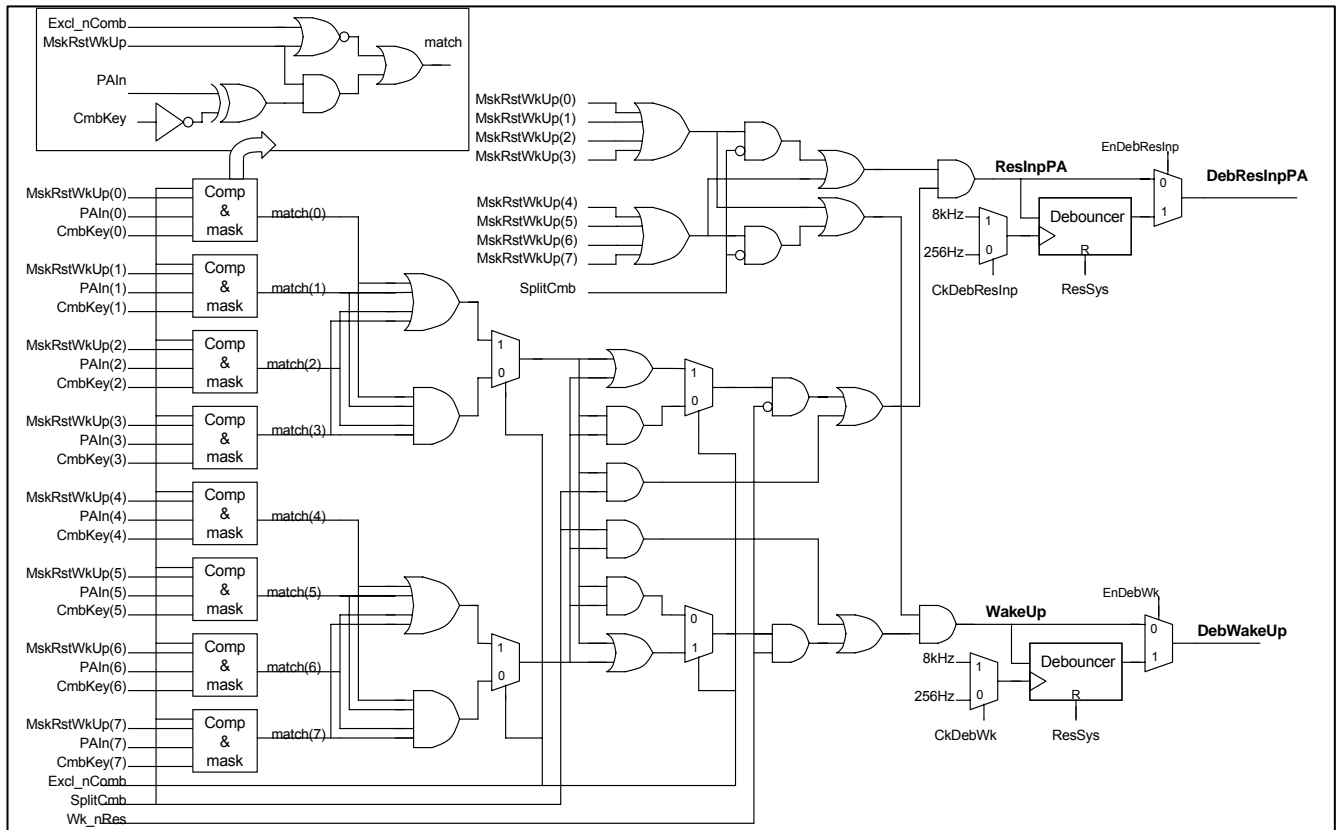 Excl_nComb
MskRstWkUp
match
PAIn
CmbKey
MskRstWkUp(0)
MskRstWkUp(1)
MskRstWkUp(2)
MskRstWkUp(3)
MskRstWkUp(4)
MskRstWkUp(5)
MskRstWkUp(6)
MskRstWkUp(7)
SplitCmb
ResInpPA
EnDebResInp
DebResInpPA
0
1
8kHz
256Hz
1
0
Debouncer
R
CkDebResInp
ResSys
MskRstWkUp(0)
PAIn(0)
CmbKey(0)
Comp
&
mask
match(0)
MskRstWkUp(1)
PAIn(1)
CmbKey(1)
Comp
&
mask
match(1)
MskRstWkUp(2)
PAIn(2)
CmbKey(2)
Comp
&
mask
match(2)
MskRstWkUp(3)
PAIn(3)
CmbKey(3)
Comp
&
mask
match(3)
MskRstWkUp(4)
PAIn(4)
CmbKey(4)
Comp
&
mask
match(4)
MskRstWkUp(5)
PAIn(5)
CmbKey(5)
Comp
&
mask
match(5)
MskRstWkUp(6)
PAIn(6)
CmbKey(6)
Comp
&
mask
match(6)
MskRstWkUp(7)
PAIn(7)
CmbKey(7)
Comp
&
mask
match(7)
1
0
1
0
1
0
0
1
Excl_nComb
SplitCmb
Wk_nRes
WakeUp
EnDebWk
DebWakeUp
0
1
8kHz
256Hz
1
0
Debouncer
R
CkDebWk
ResSys